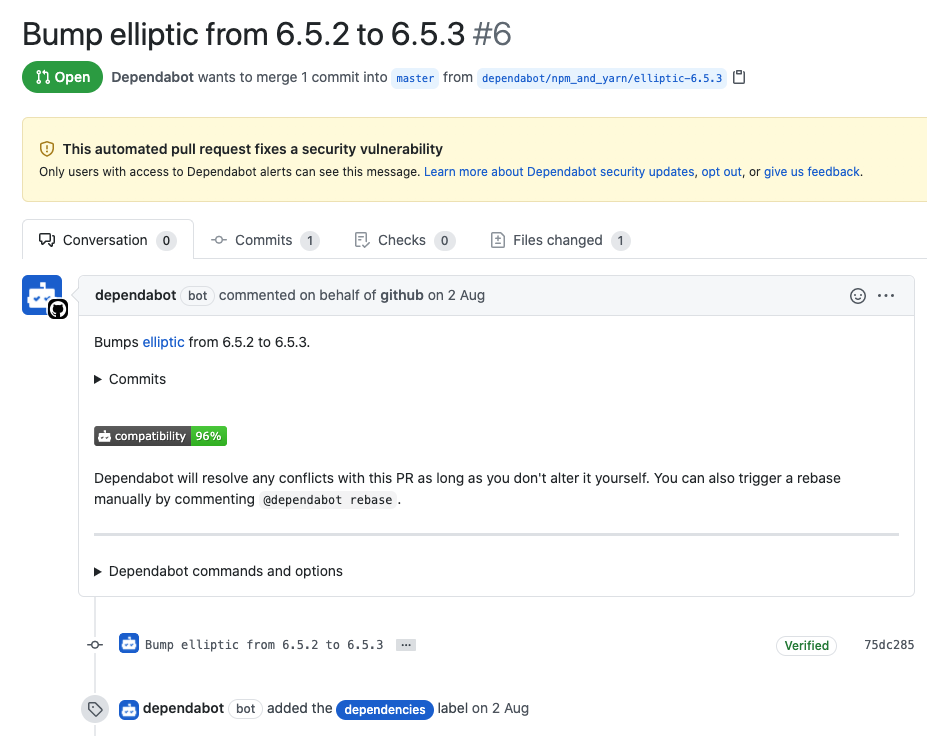 Bump elliptic from 6.5.2 to 6.5.3 #6
Open Dependabot wants to merge 1 commit into master from dependabot/npm_and_yarn/elliptic-6.5.3
This automated pull request fixes a security vulnerability
Only users with access to Dependabot alerts can see this message. Learn more about Dependabot security updates, opt out, or give us feedback.
Conversation 0 Commits 1 Checks 0 Files changed 1
dependabot bot commented on behalf of github on 2 Aug
Bumps elliptic from 6.5.2 to 6.5.3.
Commits
compatibility 96%
Dependabot will resolve any conflicts with this PR as long as you don't alter it yourself. You can also trigger a rebase
manually by commenting @dependabot rebase.
Dependabot commands and options
Bump elliptic from 6.5.2 to 6.5.3 … Verified 75dc285
dependabot bot added the dependencies label on 2 Aug